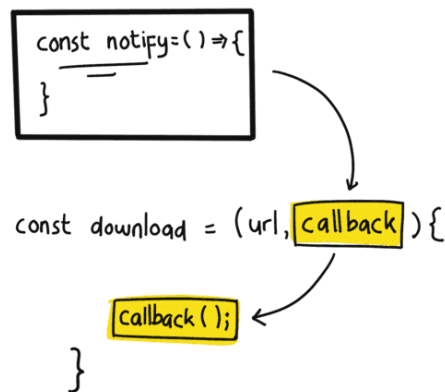 const notify=()⇒{
}
const download = (url, callback){
callback();
}